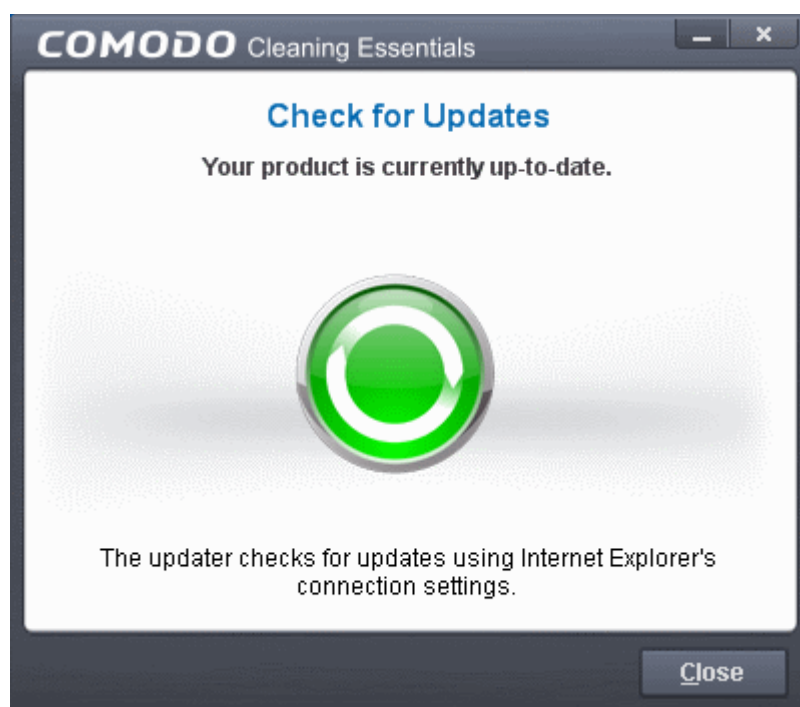 COMODO Cleaning Essentials
Check for Updates
Your product is currently up-to-date.
The updater checks for updates using Internet Explorer's
connection settings.
Close